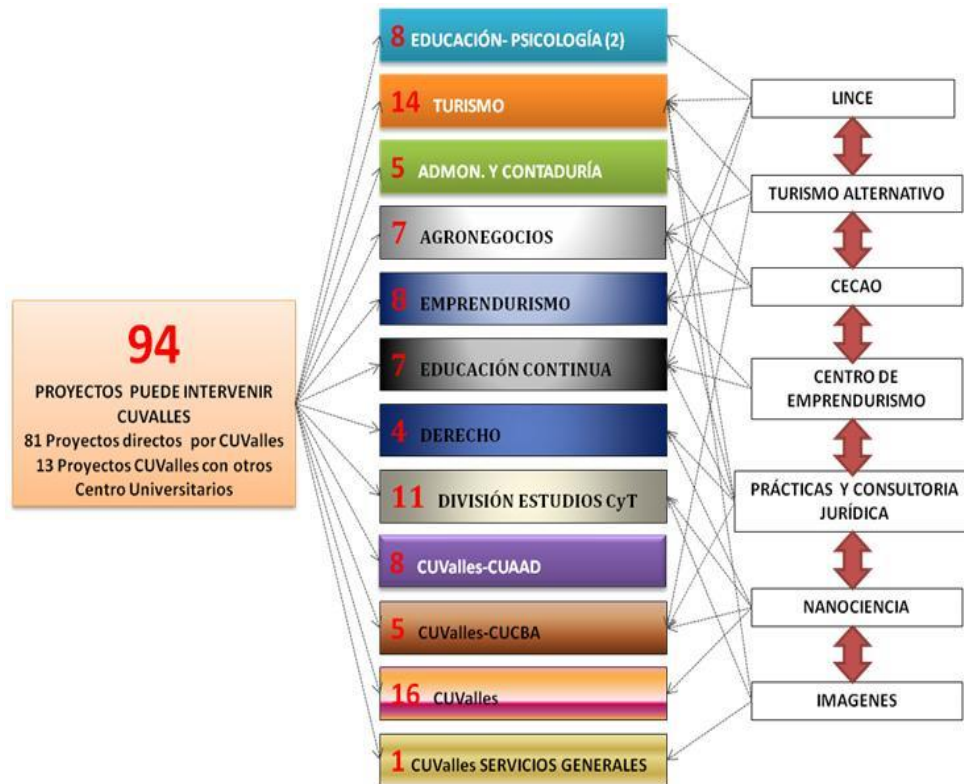 94
PROYECTOS PUEDE INTERVENIR
CUVALLES
81 Proyectos directos por CUValles
13 Proyectos CUValles con otros
Centro Universitarios
8 EDUCACIÓN- PSICOLOGÍA (2)
14 TURISMO
5 ADMON. Y CONTADURÍA
7 AGRONEGOCIOS
8 EMPRENDURISMO
7 EDUCACIÓN CONTINUA
4 DERECHO
11 DIVISIÓN ESTUDIOS CyT
8 CUValles-CUAAD
5 CUValles-CUCBA
16 CUValles
1 CUValles SERVICIOS GENERALES
LINCE
TURISMO ALTERNATIVO
CECAO
CENTRO DE
EMPRENDURISMO
PRÁCTICAS Y CONSULTORIA
JURÍDICA
NANOCIENCIA
IMAGENES